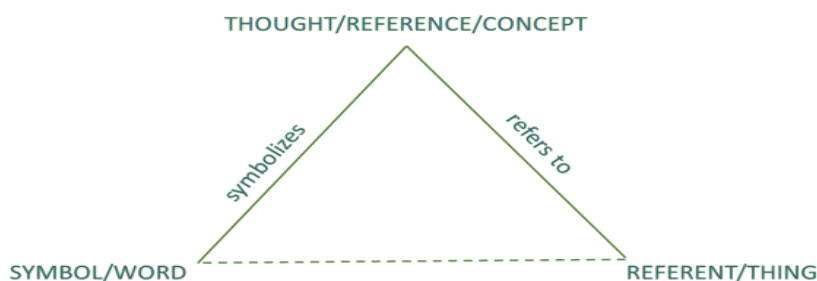 THOUGHT/REFERENCE/CONCEPT
symbolizes
refers to
SYMBOL/WORD
REFERENT/THING